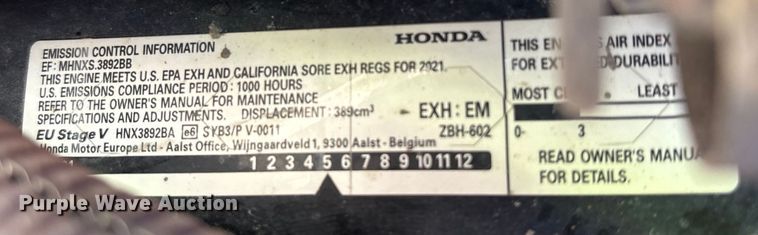 EMISSION CONTROL INFORMATION HONDA
EF: MHNXS.3892BB
THIS ENGINE MEETS U.S. EPA EXH AND CALIFORNIA SORE EXH REGS FOR 2021.
U.S. EMISSIONS COMPLIANCE PERIOD: 1000 HOURS
REFER TO THE OWNER'S MANUAL FOR MAINTENANCE
SPECIFICATIONS AND ADJUSTMENTS. DISPLACEMENT: 389cm³ EXH: EM
EU Stage V HNX3892BA e6 SYB3/P V-0011 ZBH-602
Honda Motor Europe Ltd - Aalst Office, Wijngaardveld 1, 9300 Aalst - Belgium
1 2 3 4 5 6 7 8 9 10 11 12
THIS EN S AIR INDEX
FOR EXT D DURABILIT
MOST C LEAST
0- 3
READ OWNER'S MANUA
FOR DETAILS.
Purple Wave Auction